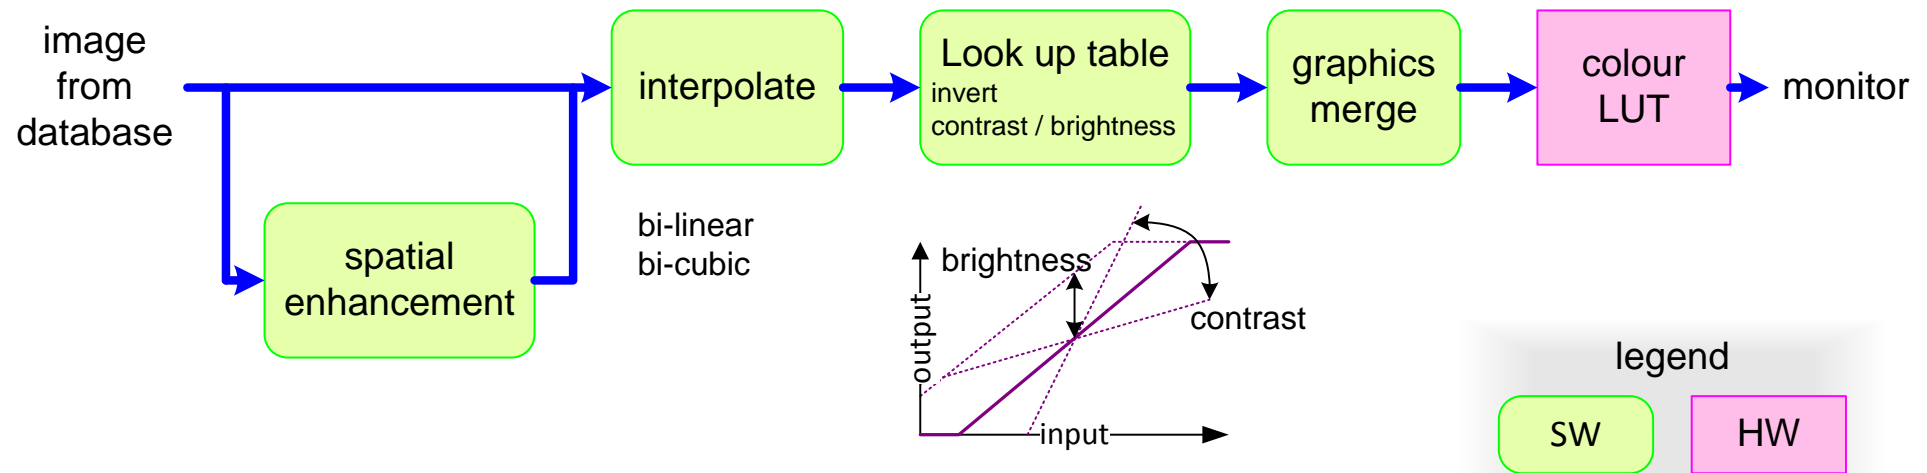 image
from
database
spatial
enhancement
interpolate
bi-linear
bi-cubic
Look up table
invert
contrast / brightness
graphics
merge
colour
LUT
monitor
brightness
contrast
output
input
legend
SW
HW